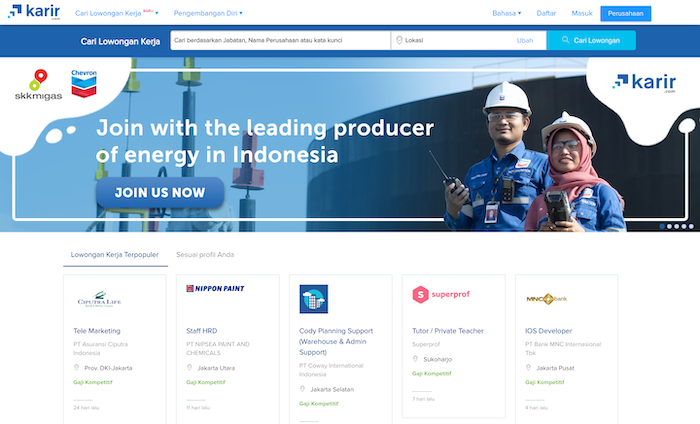 karir
.com
Cari Lowongan Kerja
Pengembangan Diri
Bahasa
Daftar
Masuk
Perusahaan
Cari Lowongan Kerja
Cari berdasarkan Jabatan, Nama Perusahaan atau kata kunci
Lokasi
Ubah
Cari Lowongan
skkmigas
Chevron
karir
.com
Join with the leading producer
of energy in Indonesia
JOIN US NOW
Lowongan Kerja Terpopuler
Sesuai profil Anda
CIPUTRA LIFE
Tele Marketing
PT Asuransi Ciputra
Indonesia
Prov. DKI-Jakarta
Gaji Kompetitif
24 hari lalu
NIPPON PAINT
Staff HRD
PT NIPSEA PAINT AND
CHEMICALS
Jakarta Utara
Gaji Kompetitif
11 hari lalu
Cody Planning Support
(Warehouse & Admin
Support)
PT Coway International
Indonesia
Jakarta Selatan
Gaji Kompetitif
S superprof
Tutor / Private Teacher
Superprof
Sukoharjo
Gaji Kompetitif
7 hari lalu
MNC Bank
IOS Developer
PT Bank MNC Internasional
Tbk
Jakarta Pusat
Gaji Kompetitif
4 hari lalu